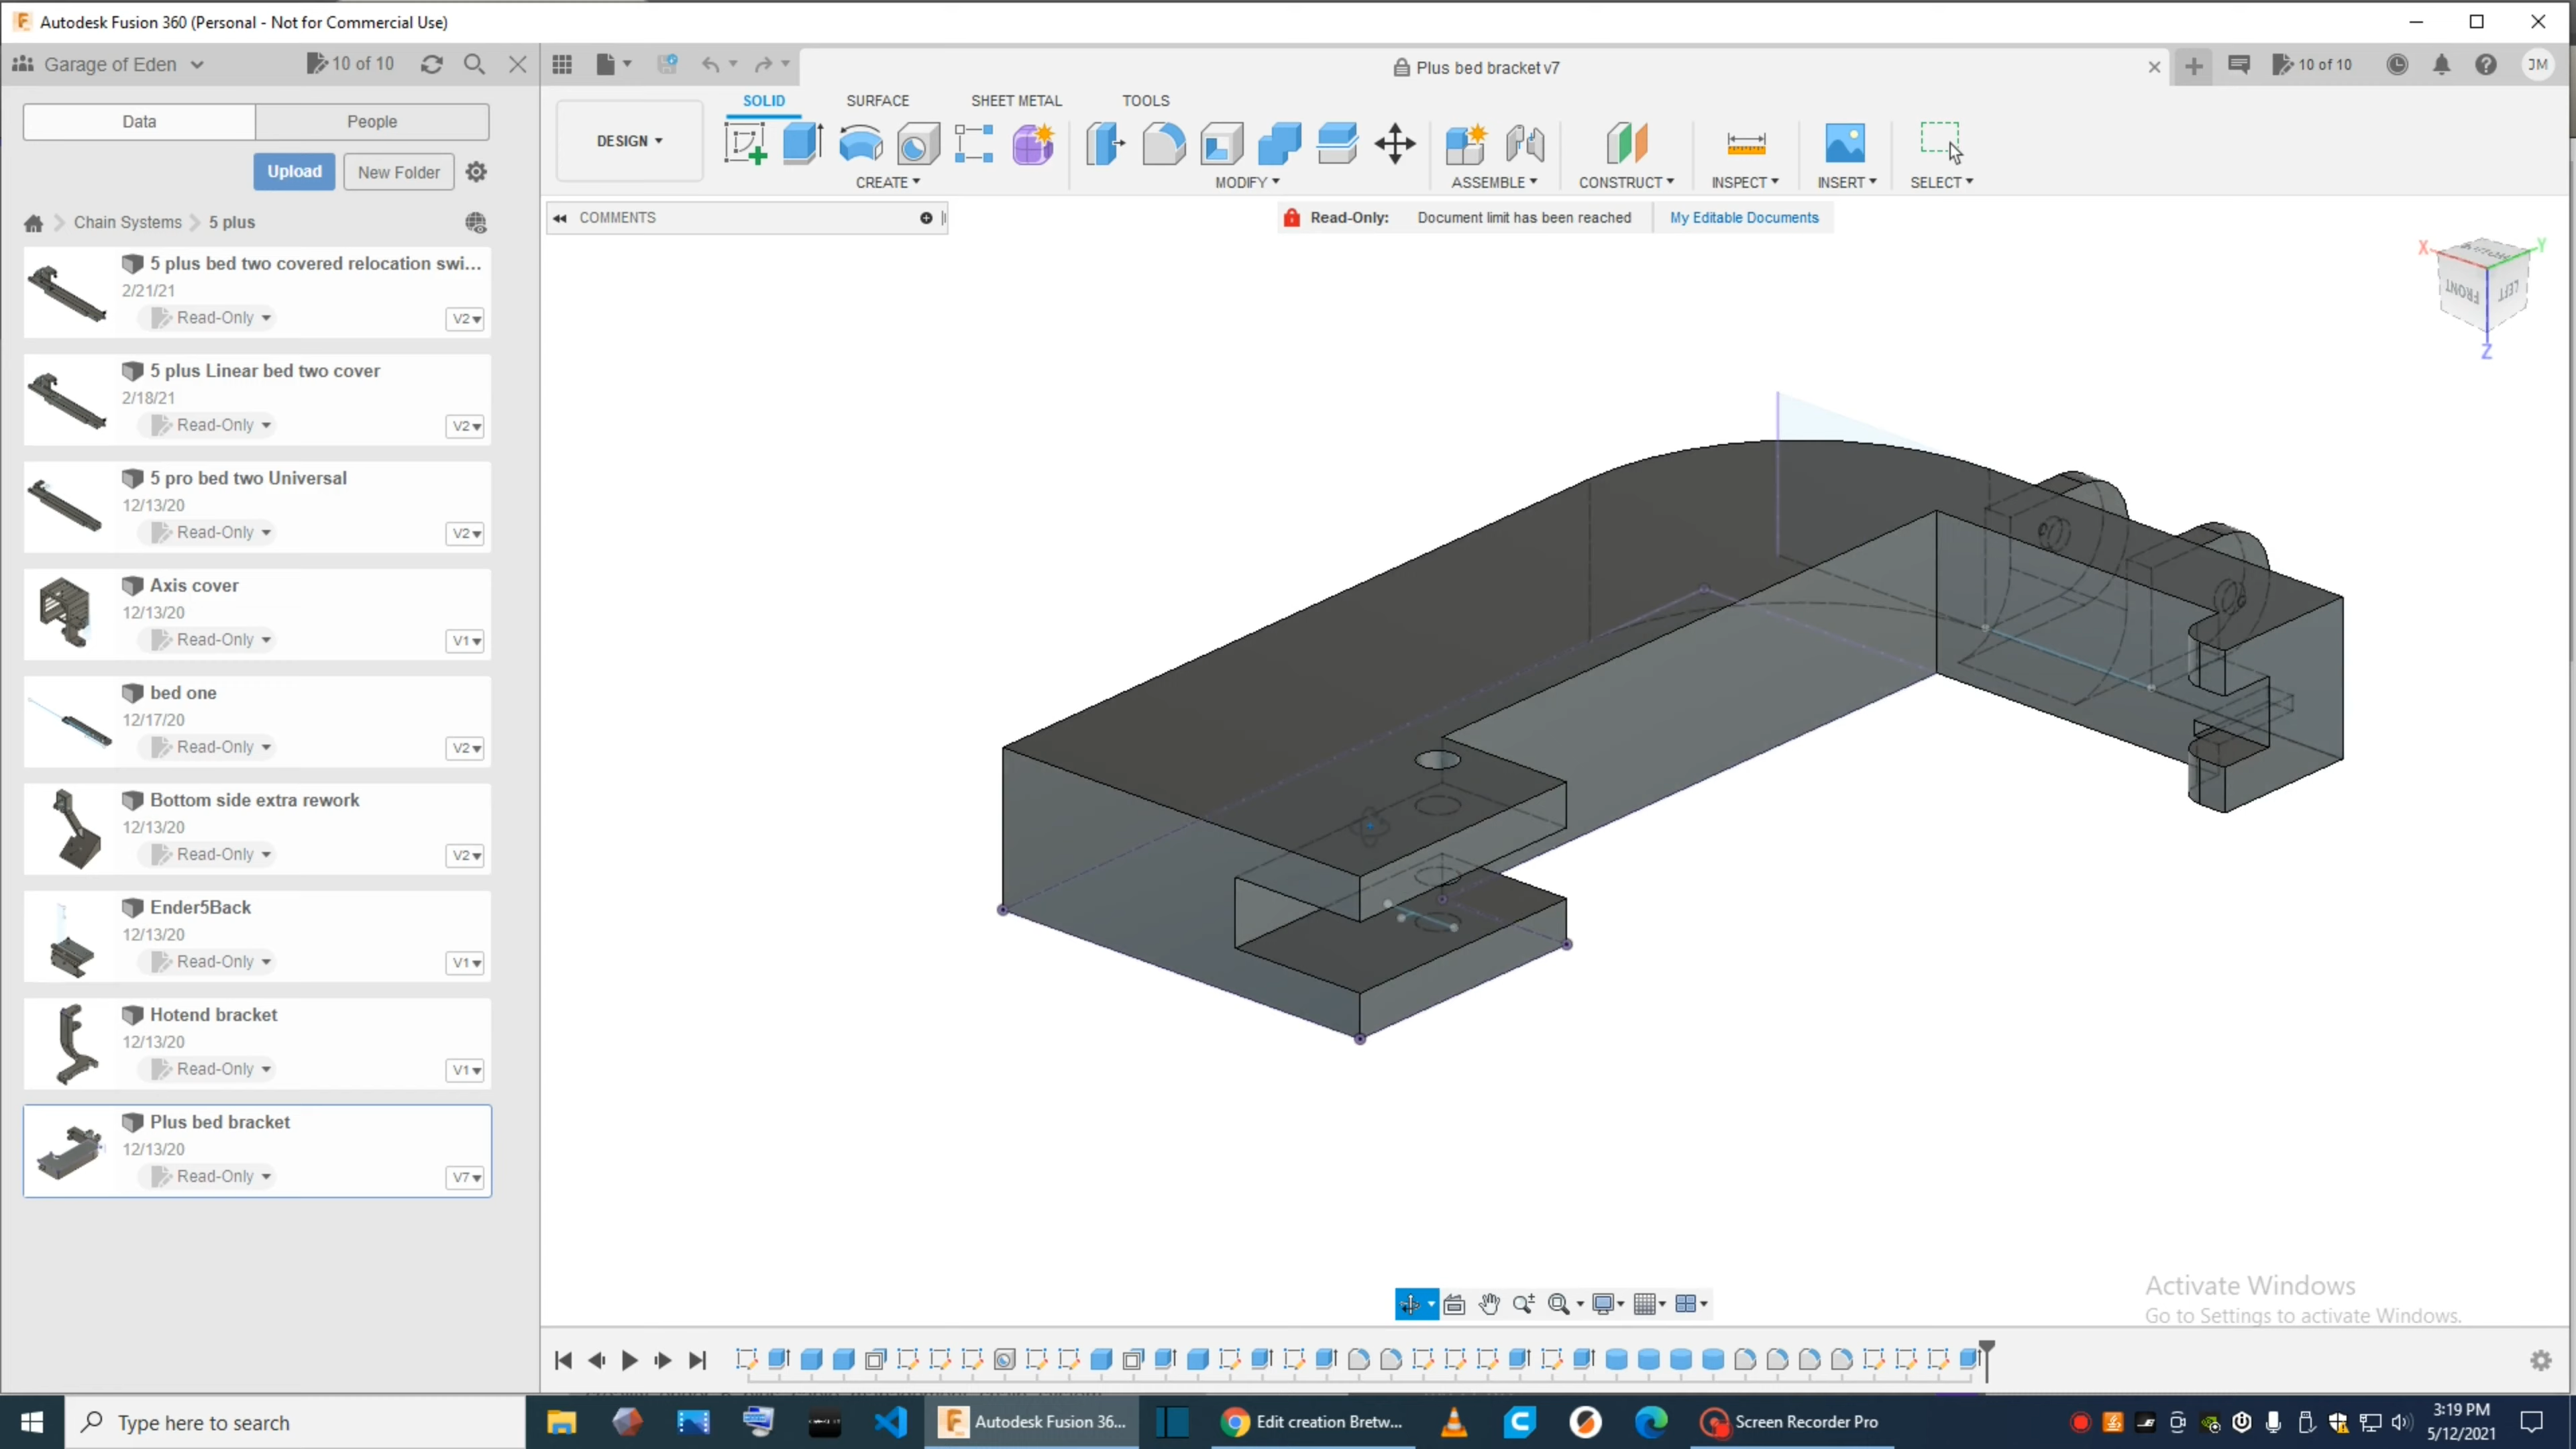 Autodesk Fusion 360 (Personal - Not for Commercial Use)
Garage of Eden
10 of 10
Plus bed bracket v7
10 of 10
JM
Data
People
Upload
New Folder
Chain Systems
5 plus
5 plus bed two covered relocation swi...
2/21/21
Read-Only
V2
5 plus Linear bed two cover
2/18/21
Read-Only
V2
5 pro bed two Universal
12/13/20
Read-Only
V2
Axis cover
12/13/20
Read-Only
V1
bed one
12/17/20
Read-Only
V2
Bottom side extra rework
12/13/20
Read-Only
V2
Ender5Back
12/13/20
Read-Only
V1
Hotend bracket
12/13/20
Read-Only
V1
Plus bed bracket
12/13/20
Read-Only
V7
DESIGN
SOLID
SURFACE
SHEET METAL
TOOLS
CREATE
MODIFY
ASSEMBLE
CONSTRUCT
INSPECT
INSERT
SELECT
COMMENTS
Read-Only:
Document limit has been reached
My Editable Documents
X
Y
FRONT
LEFT
Z
Activate Windows
Go to Settings to activate Windows.
Type here to search
Autodesk Fusion 36...
Edit creation Bretw...
Screen Recorder Pro
3:19 PM
5/12/2021